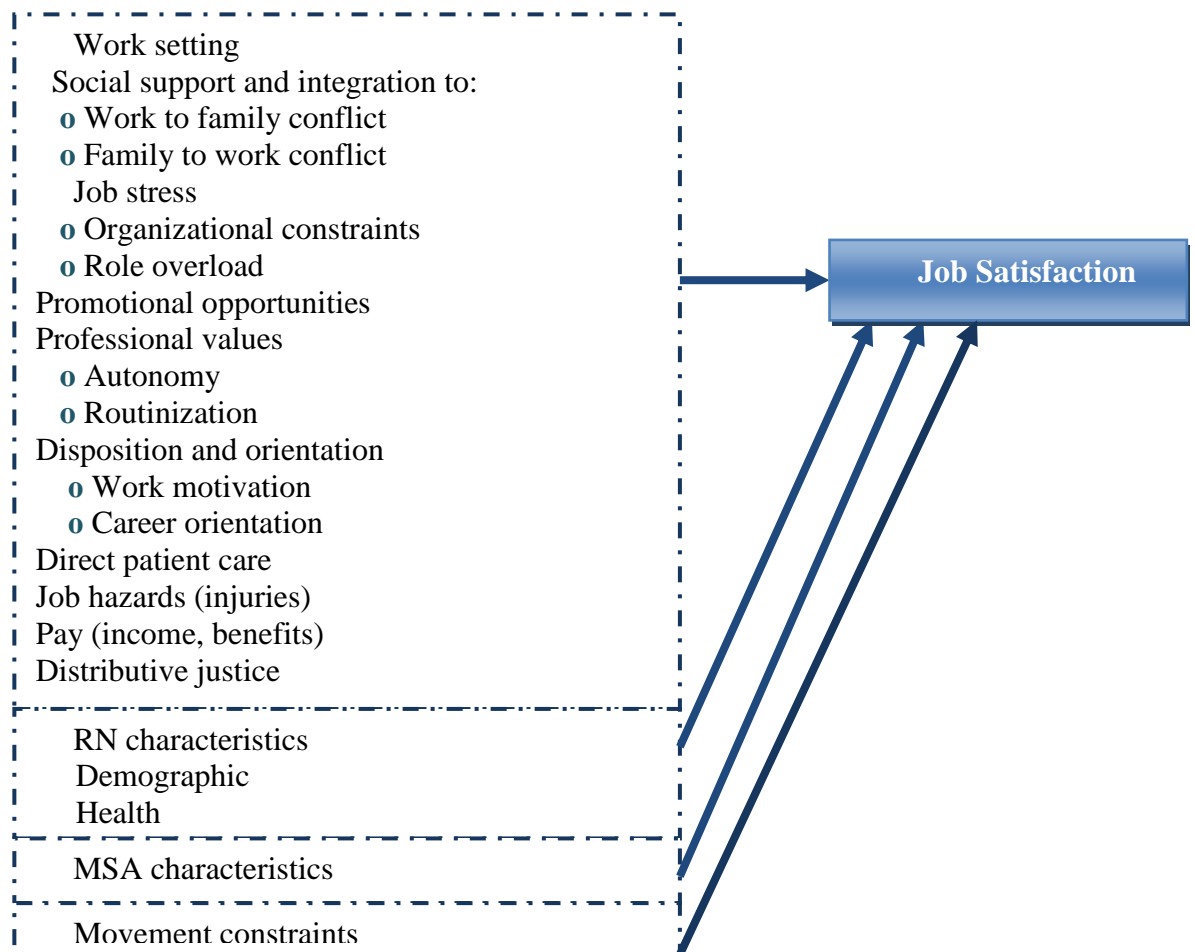 Work setting
Social support and integration to:
o Work to family conflict
o Family to work conflict
Job stress
o Organizational constraints
o Role overload
Promotional opportunities
Professional values
o Autonomy
o Routinization
Disposition and orientation
o Work motivation
o Career orientation
Direct patient care
Job hazards (injuries)
Pay (income, benefits)
Distributive justice
RN characteristics
Demographic
Health
MSA characteristics
Movement constraints
Job Satisfaction